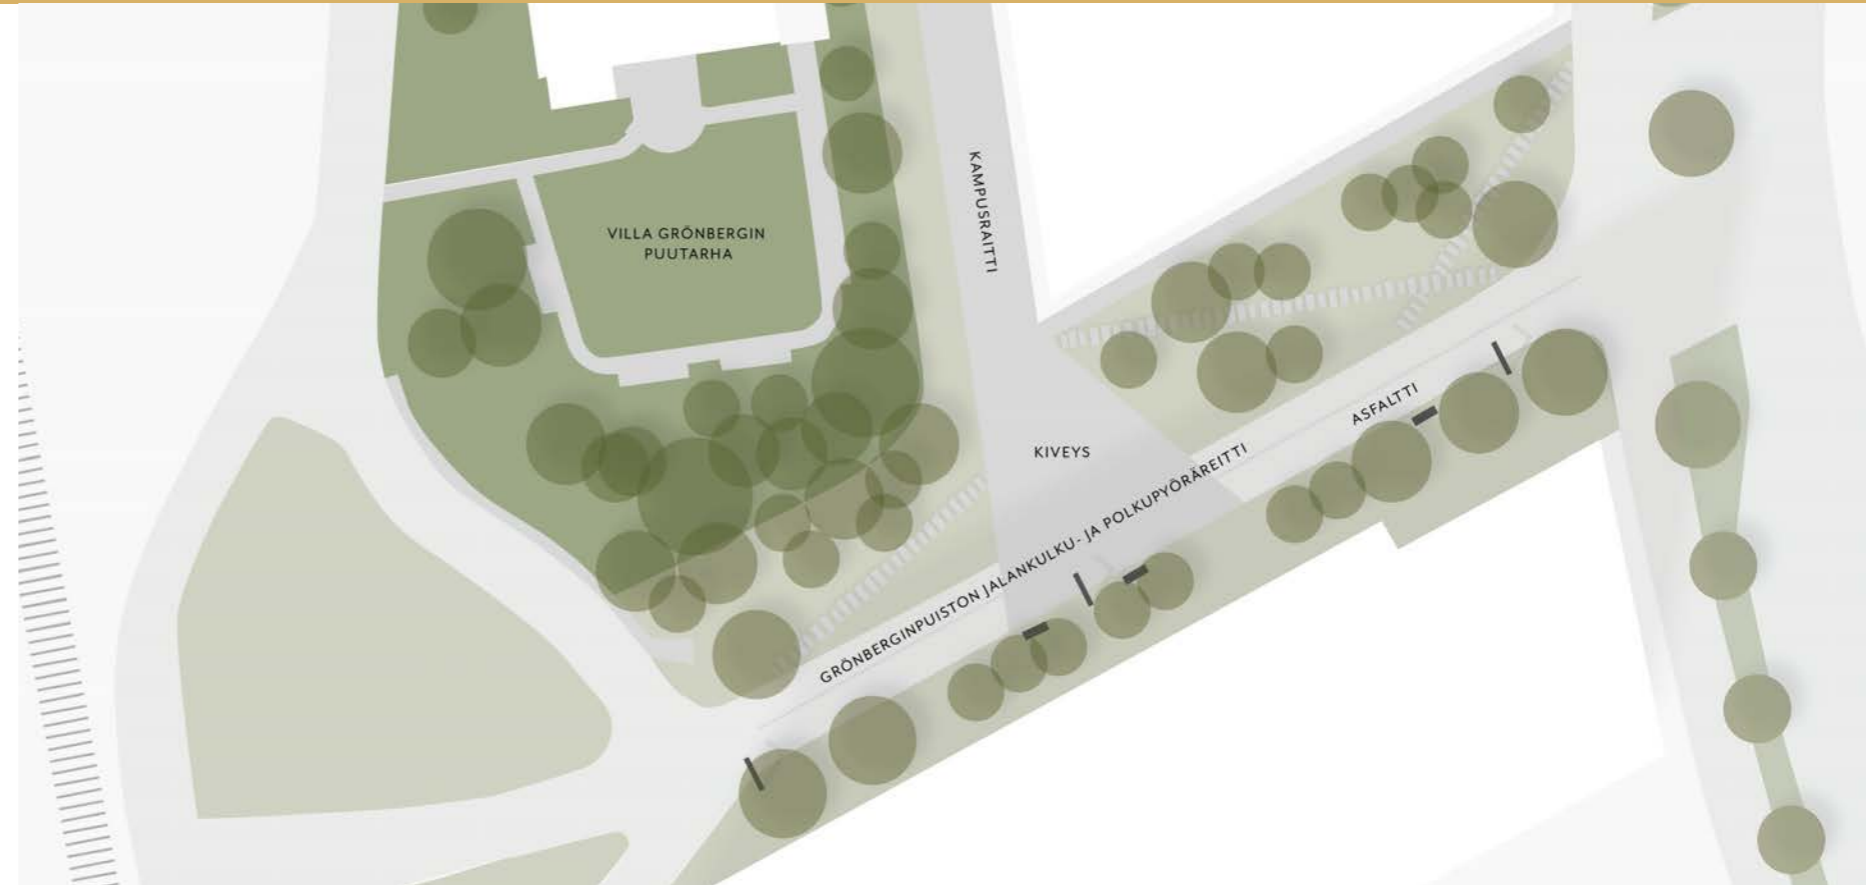 VILLA GRÖNBERGIN
PUUTARHA
KAMPUSRAITTI
KIVEYS
ASFALTTI
GRÖNBERGINPUISTON JALANKULKU- JA POLKUPYÖRÄREITTI